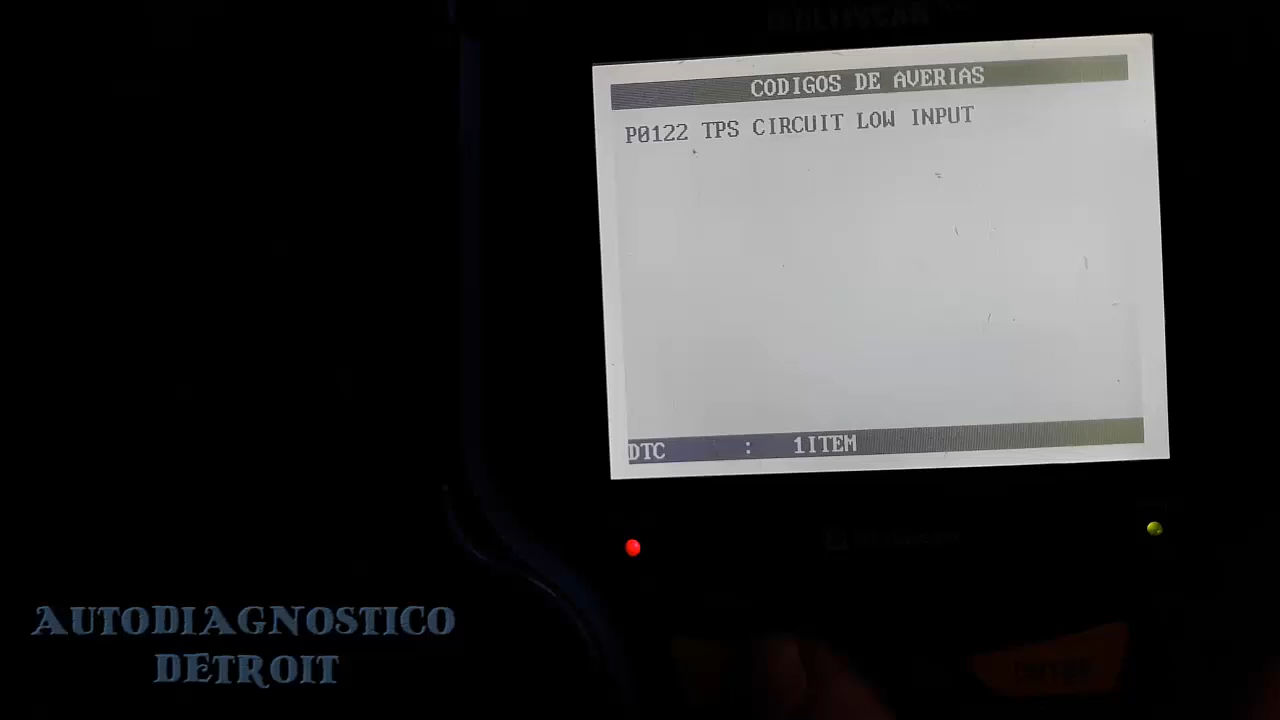 CODIGOS DE AVERIAS
P0122 TPS CIRCUIT LOW INPUT
DTC : 1ITEM
AUTODIAGNOSTICO
DETROIT